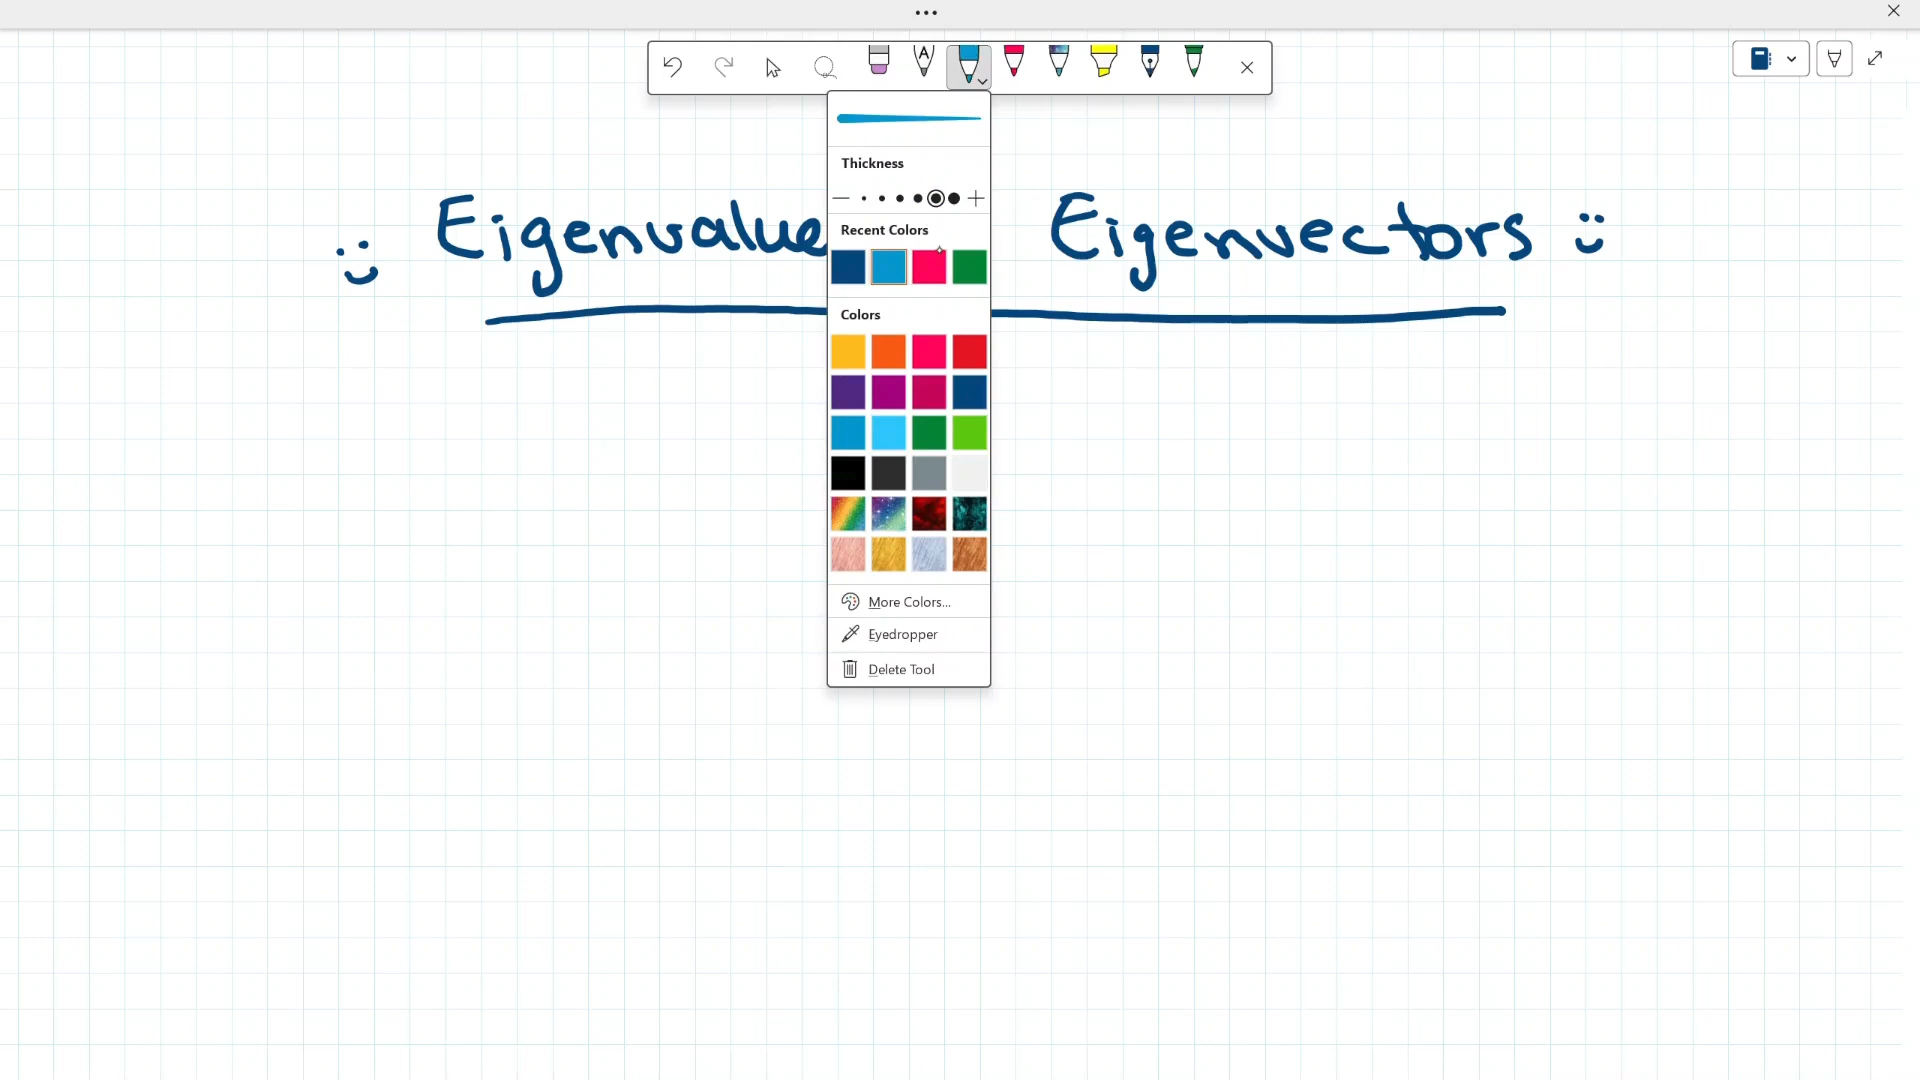 A
Thickness
Eigenvalue Eigenvectors
Recent Colors
Colors
More Colors...
Eyedropper
Delete Tool